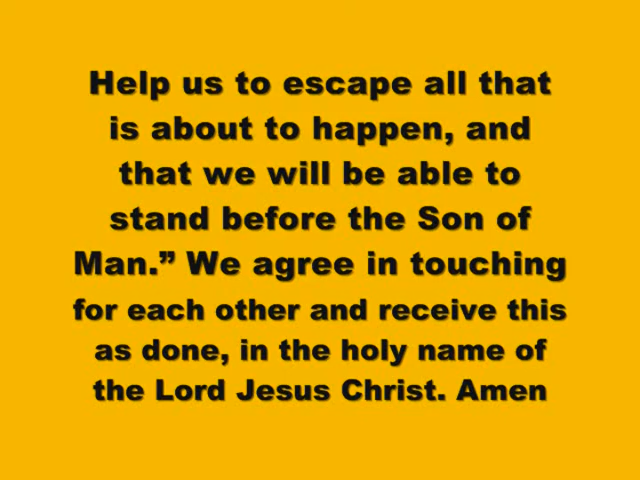 Help us to escape all that
is about to happen, and
that we will be able to
stand before the Son of
Man.” We agree in touching
for each other and receive this
as done, in the holy name of
the Lord Jesus Christ. Amen